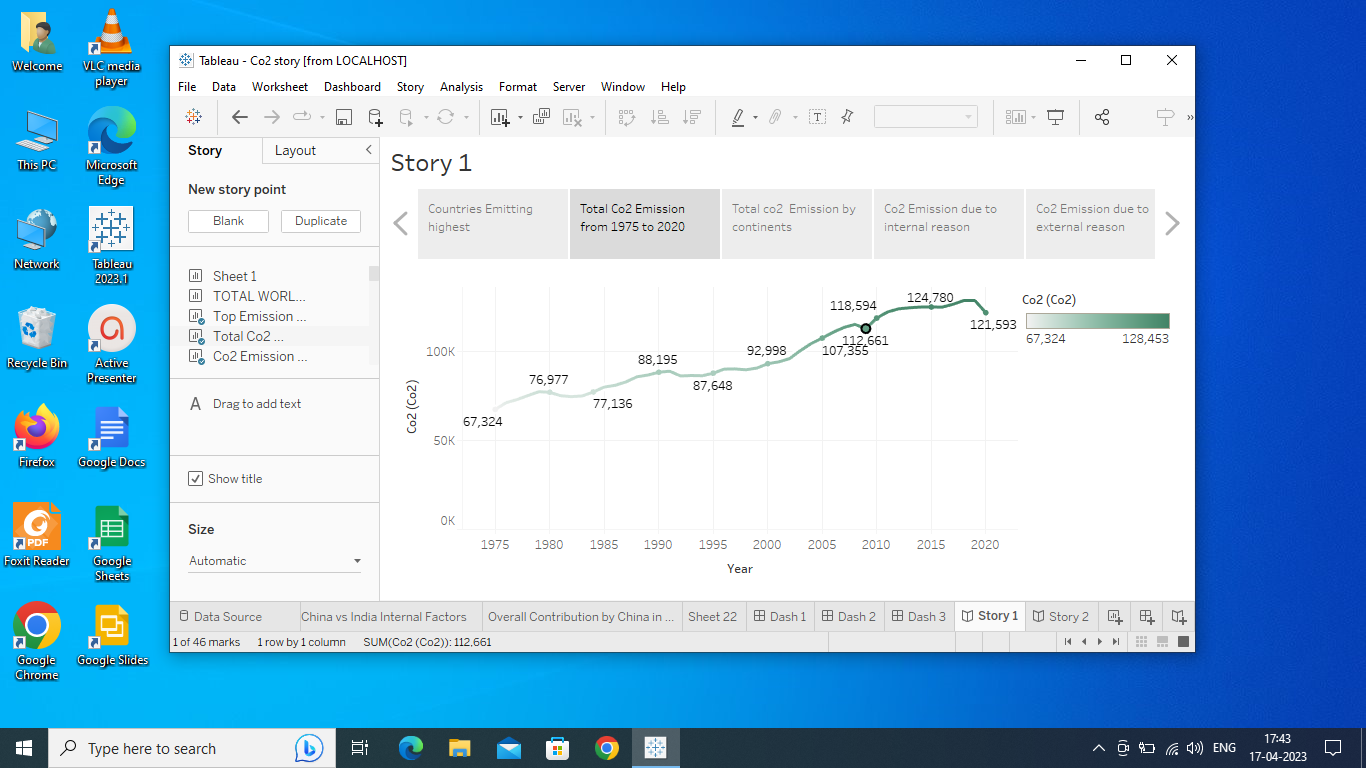 Welcome
VLC media
player
This PC
Microsoft
Edge
Network
Tableau
2023.1
Recycle Bin
Active
Presenter
Firefox
Google Docs
Foxit Reader
PDF
Google
Sheets
Google
Chrome
Google Slides
Tableau - Co2 story [from LOCALHOST]
File Data Worksheet Dashboard Story Analysis Format Server Window Help
Story Layout
New story point
Blank Duplicate
Sheet 1
TOTAL WORL...
Top Emission ...
Total Co2 ...
Co2 Emission ...
A Drag to add text
Show title
Size
Automatic
Story 1
Countries Emitting
highest
Total Co2 Emission
from 1975 to 2020
Total co2 Emission by
continents
Co2 Emission due to
internal reason
Co2 Emission due to
external reason
Co2 (Co2)
100K
50K
0K
67,324
76,977
77,136
88,195
87,648
92,998
107,355
118,594
112,661
124,780
121,593
1975 1980 1985 1990 1995 2000 2005 2010 2015 2020
Year
Co2 (Co2)
67,324 128,453
Data Source China vs India Internal Factors Overall Contribution by China in ... Sheet 22 Dash 1 Dash 2 Dash 3 Story 1 Story 2
1 of 46 marks 1 row by 1 column SUM(Co2 (Co2)): 112,661
Type here to search
ENG
17:43
17-04-2023